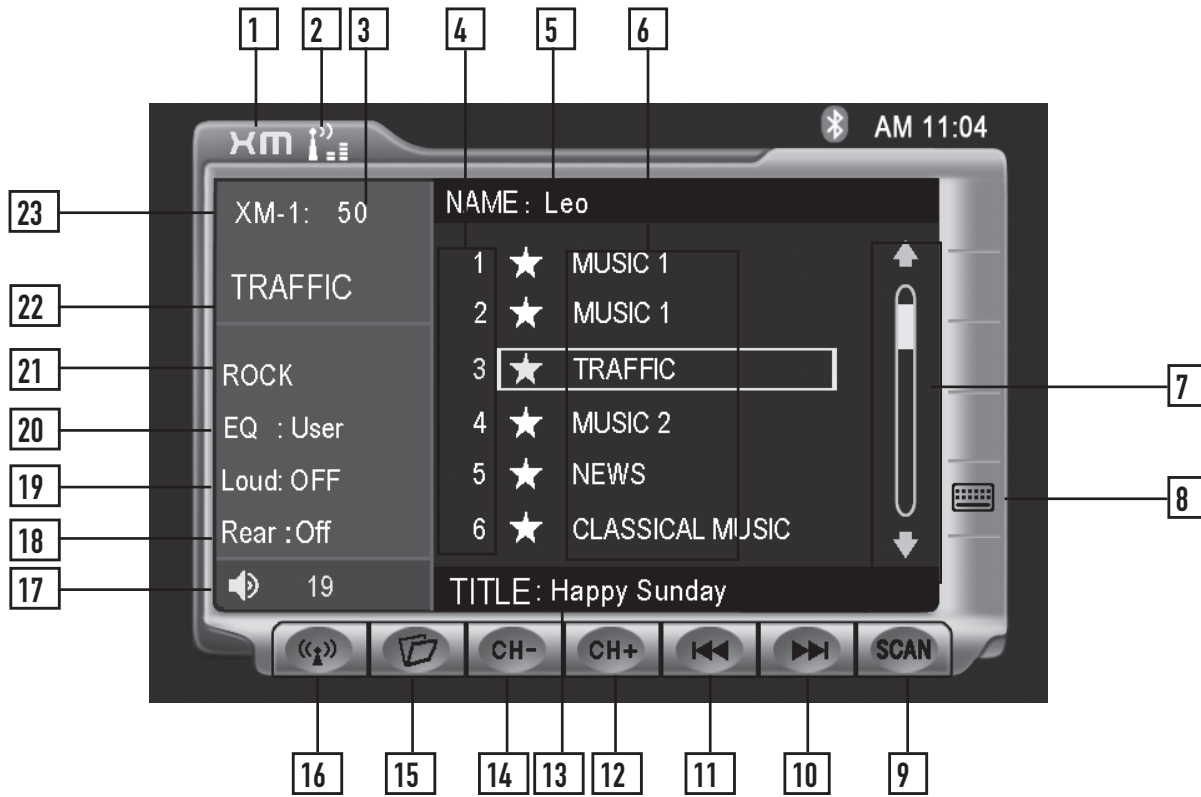 1 2 3 4 5 6
XM AM 11:04
23 XM-1: 50 NAME: Leo
1 MUSIC 1
22 TRAFFIC
2 MUSIC 1
21 ROCK 3 TRAFFIC 7
20 EQ : User 4 MUSIC 2
19 Loud: OFF 5 NEWS 8
18 Rear : Off 6 CLASSICAL MUSIC
17 19 TITLE: Happy Sunday
CH- CH+ SCAN
16 15 14 13 12 11 10 9